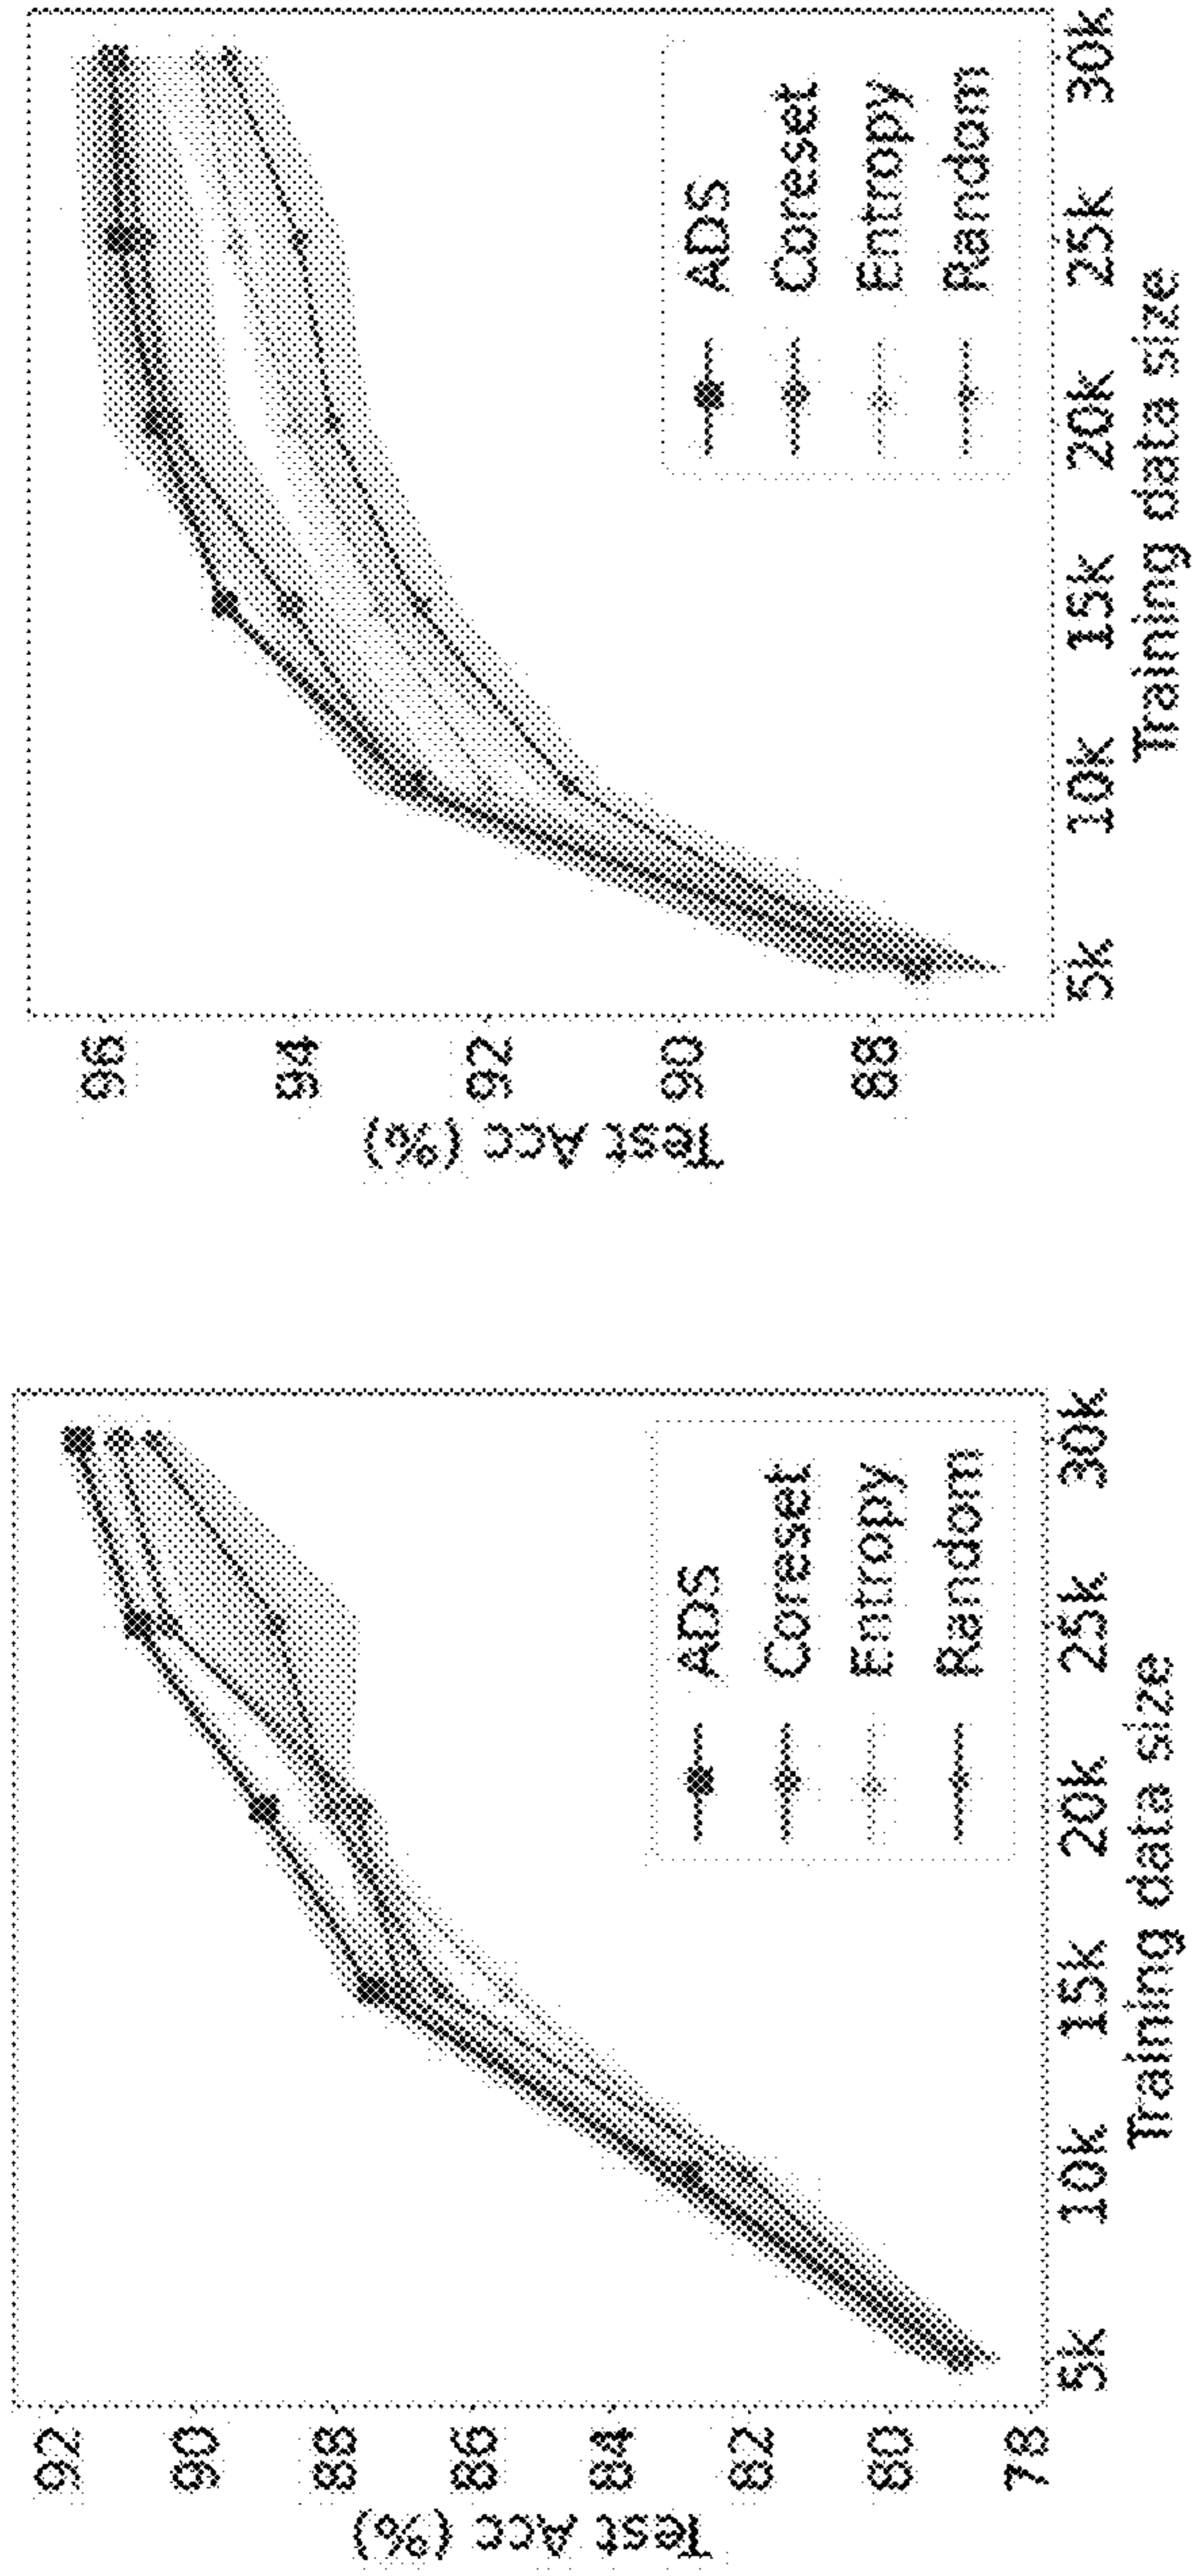 Test Acc (%)
92
90
88
86
84
82
80
78
5k
10k
15k
20k
25k
30k
Training data size
ADS
Coreset
Entropy
Random
Test Acc (%)
96
94
92
90
88
5k
10k
15k
20k
25k
30k
Training data size
ADS
Coreset
Entropy
Random